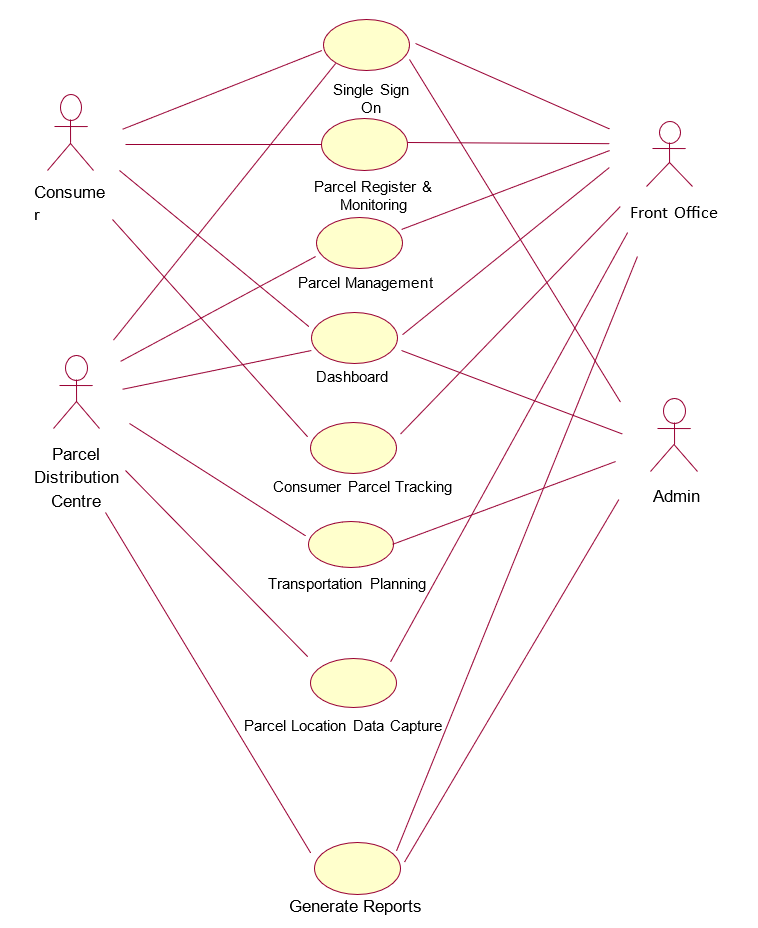 Single Sign
On
Consume
r
Parcel Register &
Monitoring
Front Office
Parcel Management
Dashboard
Parcel
Distribution
Centre
Consumer Parcel Tracking
Admin
Transportation Planning
Parcel Location Data Capture
Generate Reports